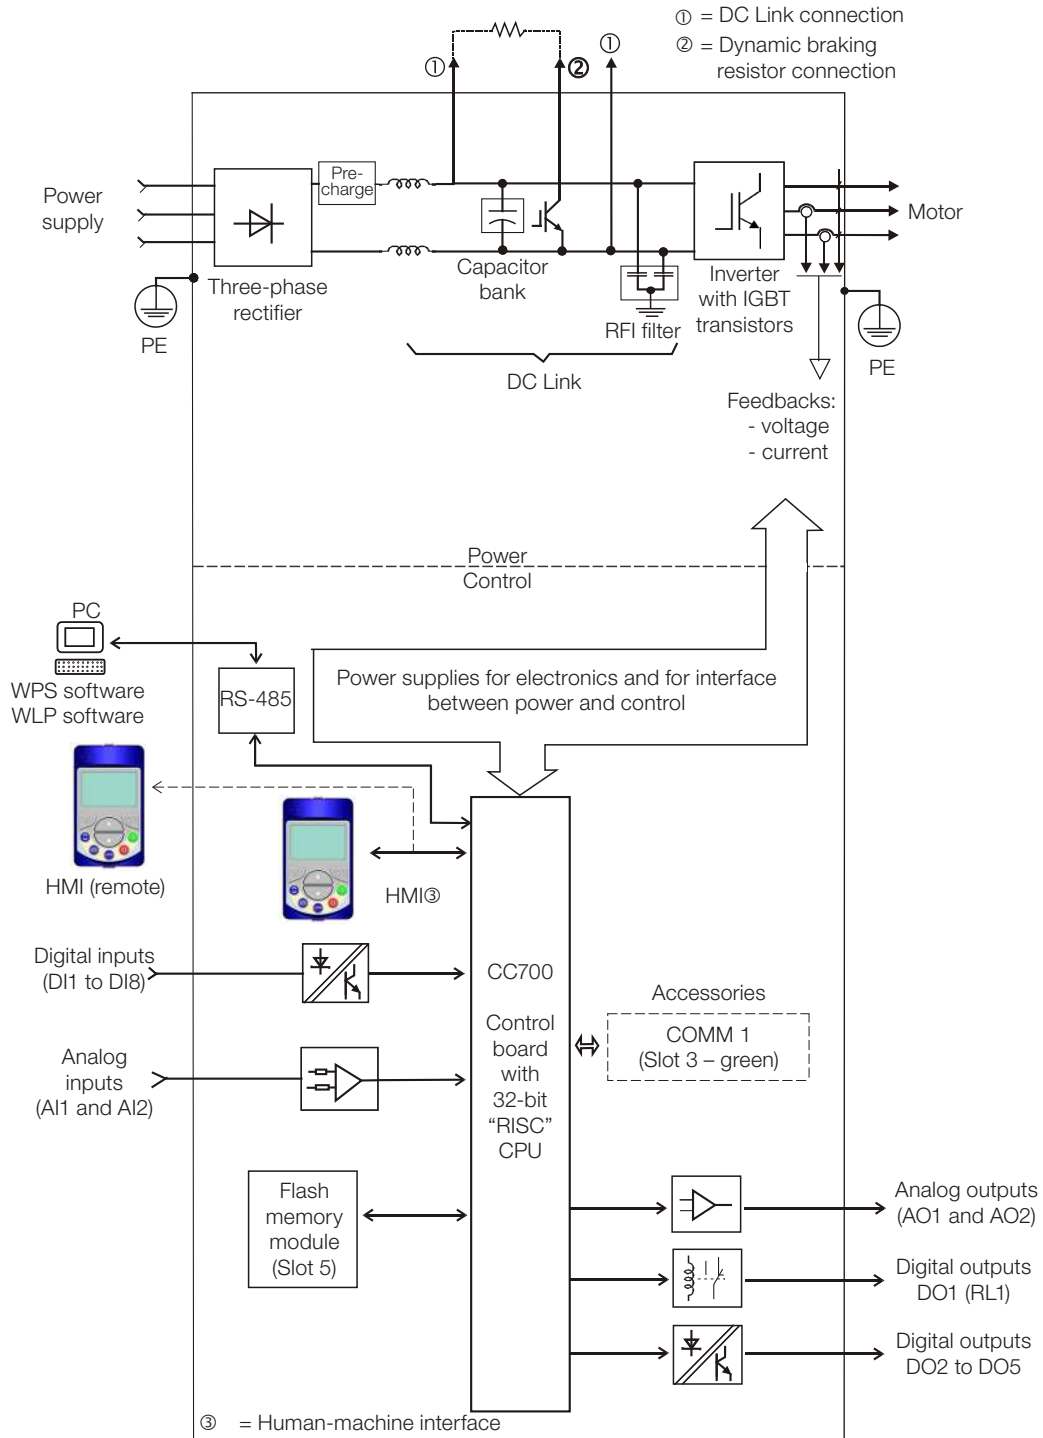 ① = DC Link connection
② = Dynamic braking
resistor connection
①
②
①
Pre-
charge
Power
supply
Motor
Three-phase
rectifier
Capacitor
bank
Inverter
with IGBT
transistors
RFI filter
PE
PE
DC Link
Feedbacks:
- voltage
- current
Power
Control
PC
WPS software
WLP software
RS-485
Power supplies for electronics and for interface
between power and control
HMI (remote)
HMI③
Digital inputs
(DI1 to DI8)
CC700
Control
board
with
32-bit
“RISC”
CPU
Accessories
COMM 1
(Slot 3 – green)
Analog
inputs
(AI1 and AI2)
Flash
memory
module
(Slot 5)
Analog outputs
(AO1 and AO2)
Digital outputs
DO1 (RL1)
Digital outputs
DO2 to DO5
③ = Human-machine interface